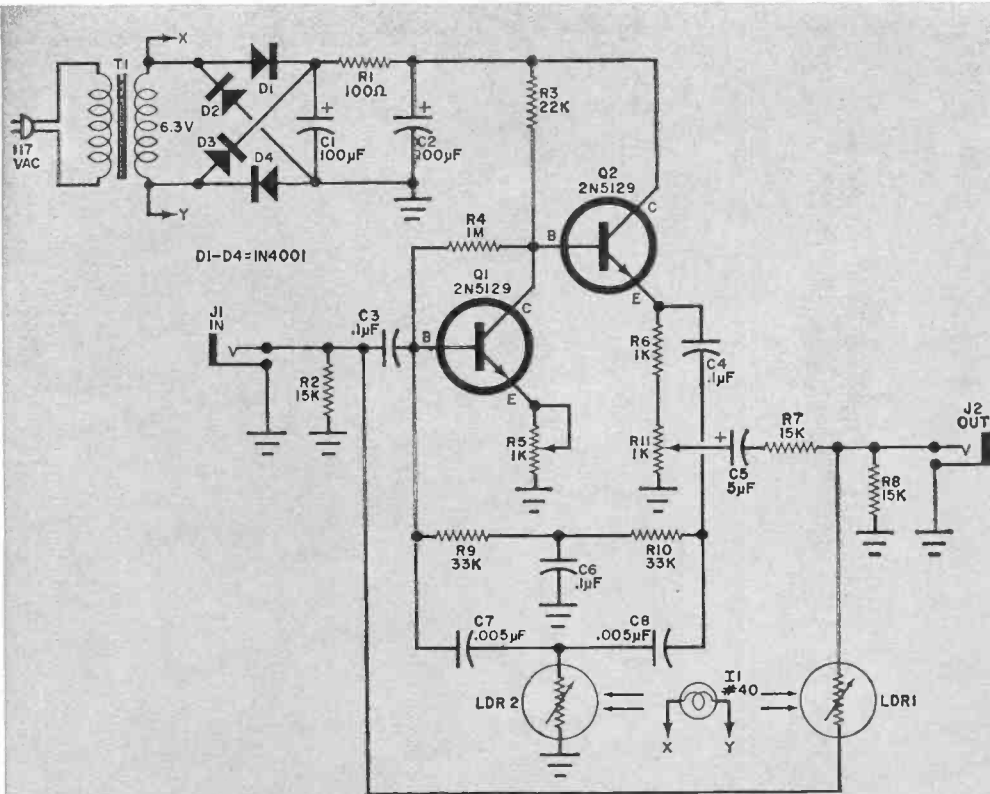 X
T1
D1
R1
100Ω
R3
22K
D2
6.3V
D3
C1
100µF
C2
D4
117
VAC
Y
Q2
2N5129
C
R4
1M
B
D1-D4=1N4001
Q1
2N5129
E
J1
IN
C3
.1µF
C
B
R6
1K
C4
.1µF
R2
15K
E
J2
OUT
R7
15K
R5
1K
R11
1K
C5
5µF
R8
15K
R9
33K
R10
33K
C6
.1µF
C7
.005µF
C8
.005µF
I1
#40
LDR 2
LDR1
X
Y
+
+
+